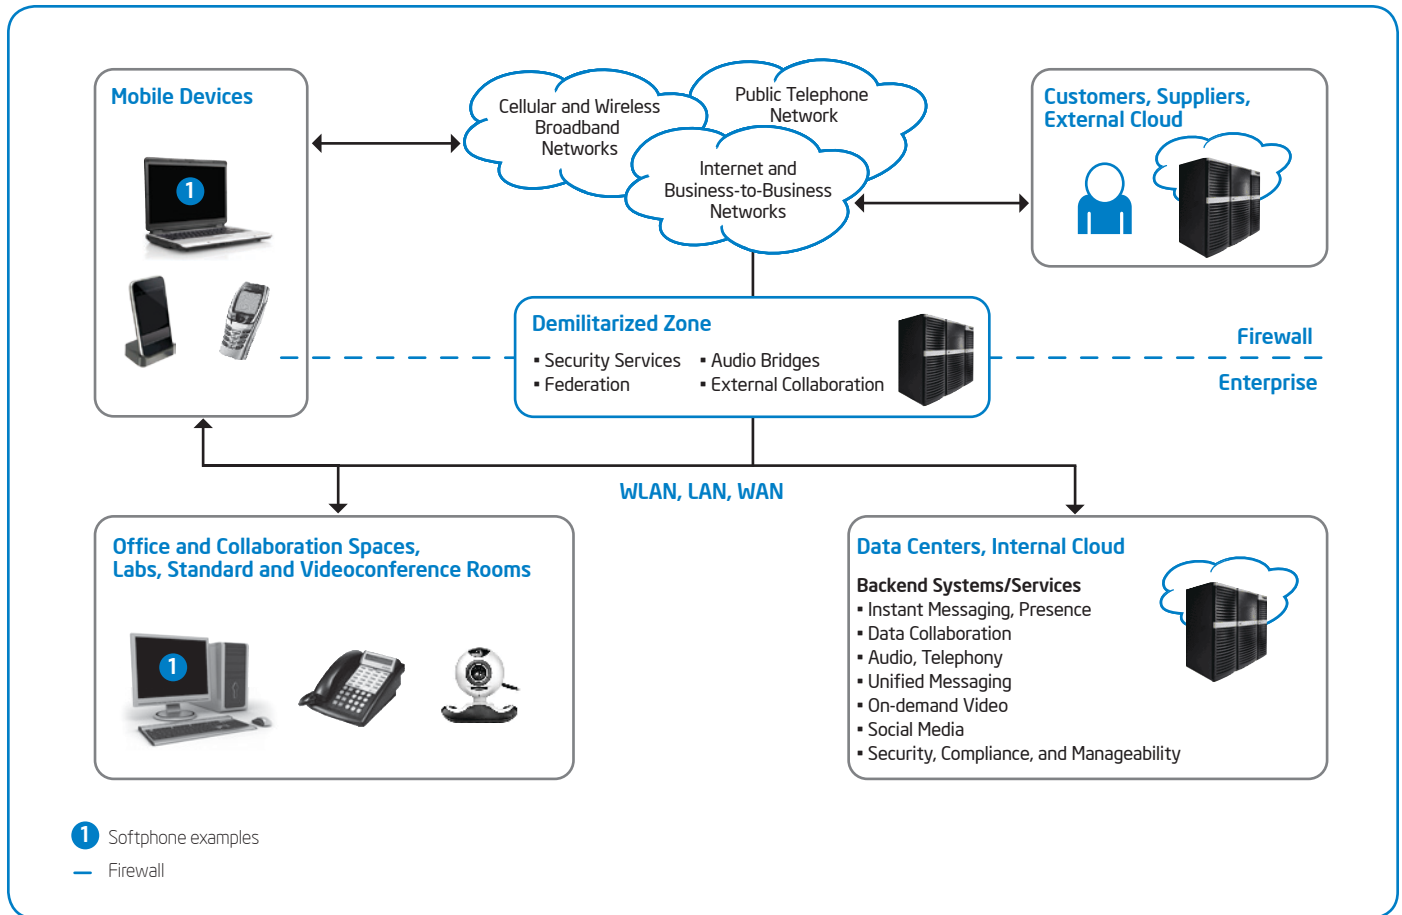 Mobile Devices
1
Cellular and Wireless
Broadband
Networks
Public Telephone
Network
Internet and
Business-to-Business
Networks
Customers, Suppliers,
External Cloud
Demilitarized Zone
▪ Security Services
▪ Federation
▪ Audio Bridges
▪ External Collaboration
Firewall
Enterprise
WLAN, LAN, WAN
Office and Collaboration Spaces,
Labs, Standard and Videoconference Rooms
1
Data Centers, Internal Cloud
Backend Systems/Services
▪ Instant Messaging, Presence
▪ Data Collaboration
▪ Audio, Telephony
▪ Unified Messaging
▪ On-demand Video
▪ Social Media
▪ Security, Compliance, and Manageability
1 Softphone examples
Firewall